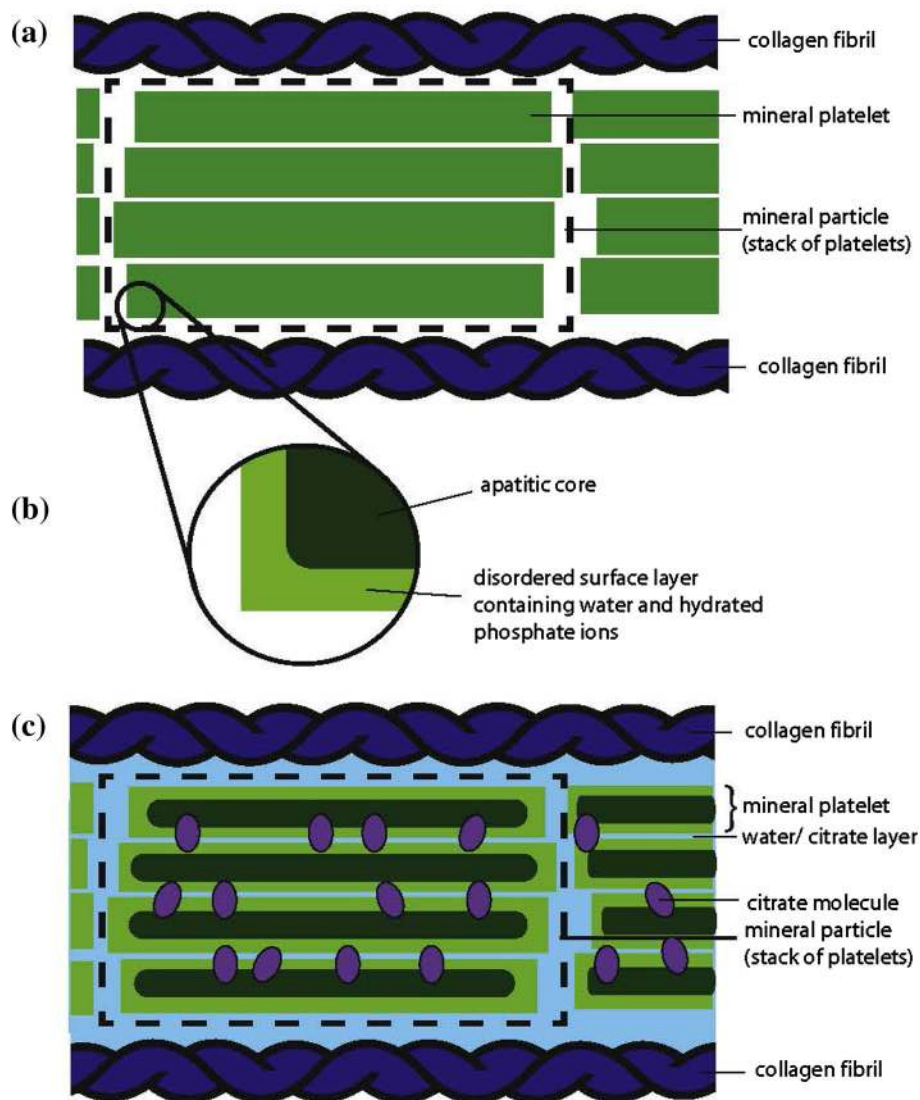 (a)
collagen fibril
mineral platelet
mineral particle
(stack of platelets)
collagen fibril
(b)
apatitic core
disordered surface layer
containing water and hydrated
phosphate ions
(c)
collagen fibril
mineral platelet
water/ citrate layer
citrate molecule
mineral particle
(stack of platelets)
collagen fibril